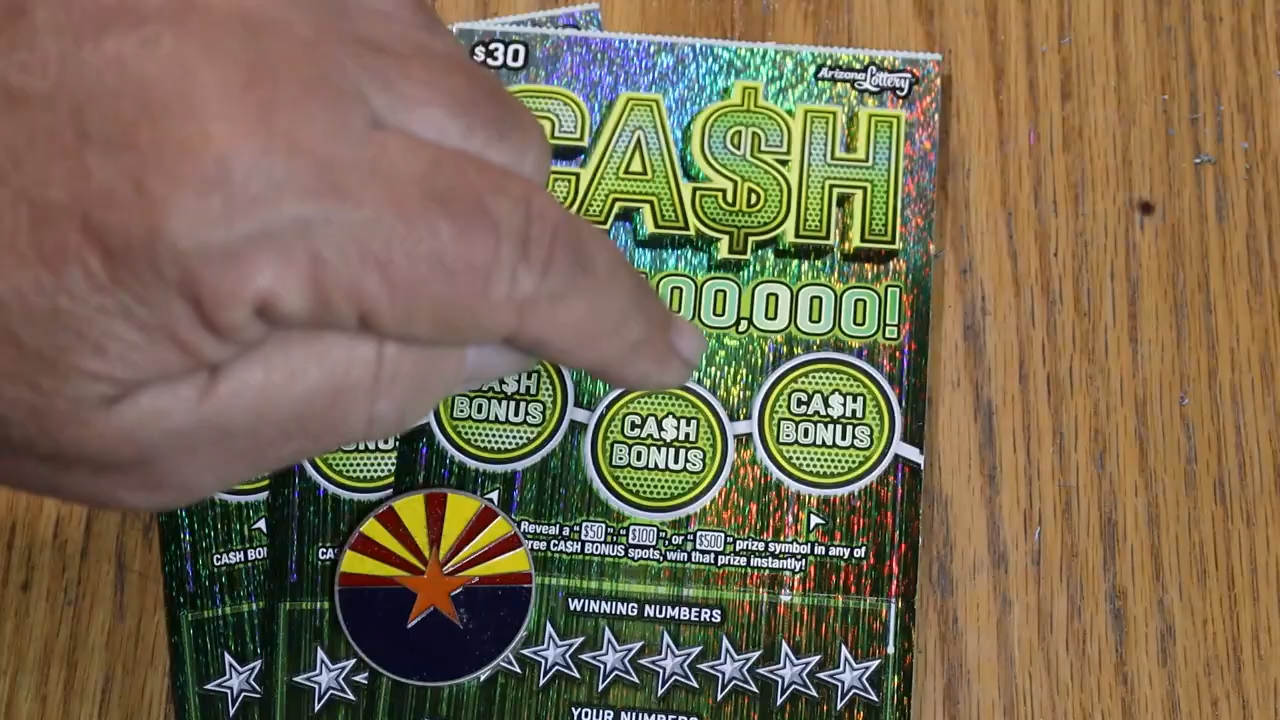 $30
Arizona Lottery
CA$H
00,000!
CA$H
BONUS
CA$H
BONUS
CA$H
BONUS
Reveal a "$50", "$100", or "$500" prize symbol in any of
CA$H BONUS spots, win that prize instantly!
CA$H
WINNING NUMBERS
YOUR NUMBERS